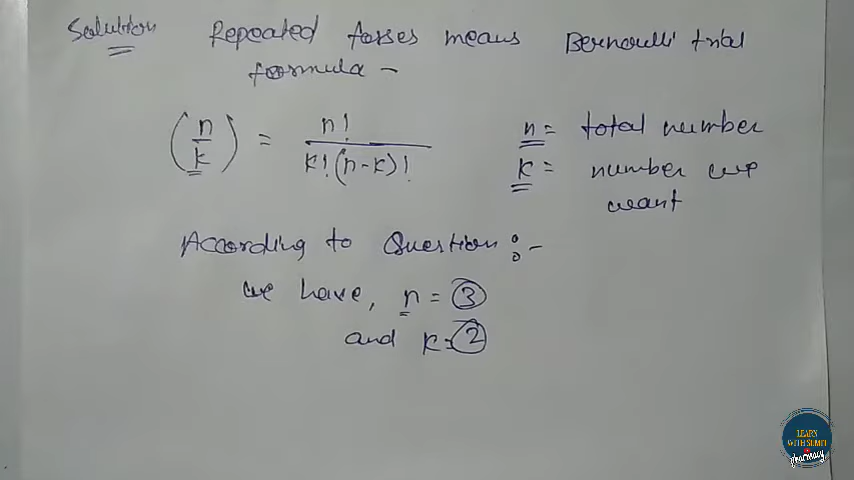 Solution Repeated tosses means Bernoulli trial
formula -
(n/k) = n! / k!(n-k)!
n = total number
k = number we
want
According to Question :-
we have, n = 3
and k = 2
LEARN
WITH SUMIT
pharmacy